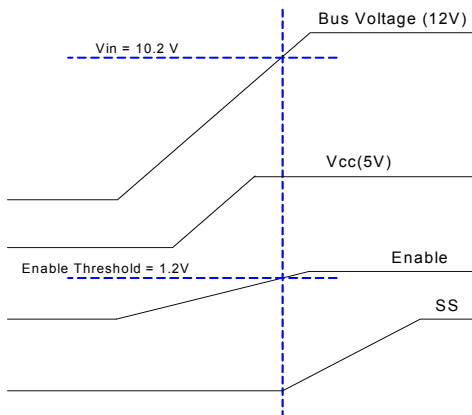 Bus Voltage (12V)
Vin = 10.2 V
Vcc(5V)
Enable Threshold = 1.2V
Enable
SS